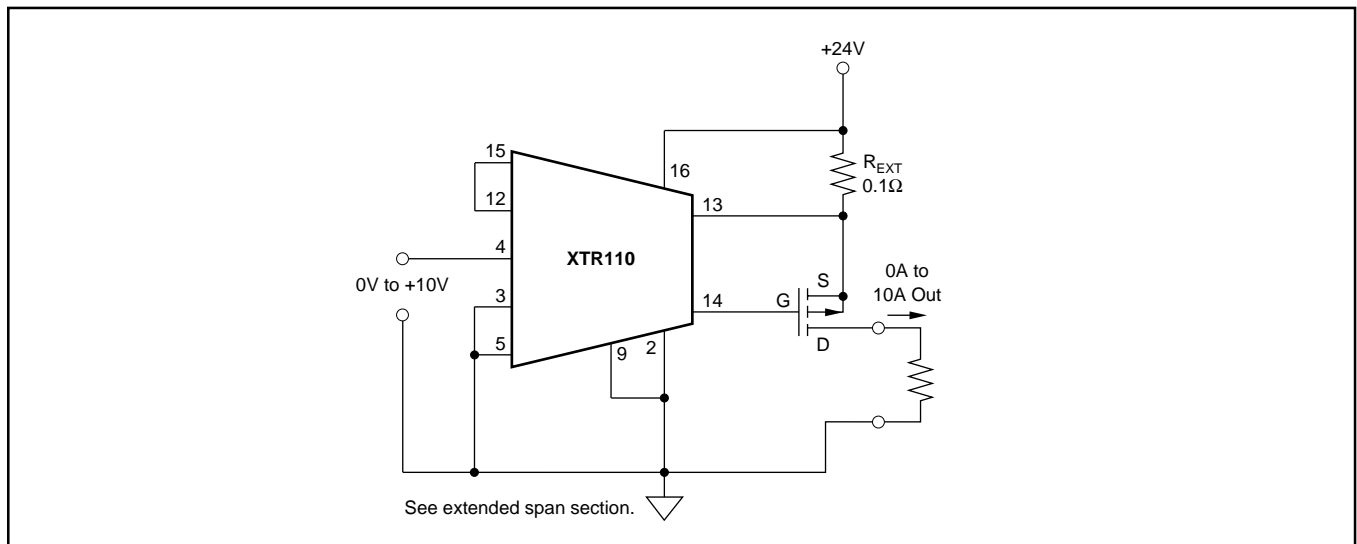 +24V
15
16
R_EXT
0.1Ω
12
13
4
XTR110
0V to +10V
S
0A to
10A Out
3
14
G
5
9
2
D
See extended span section.